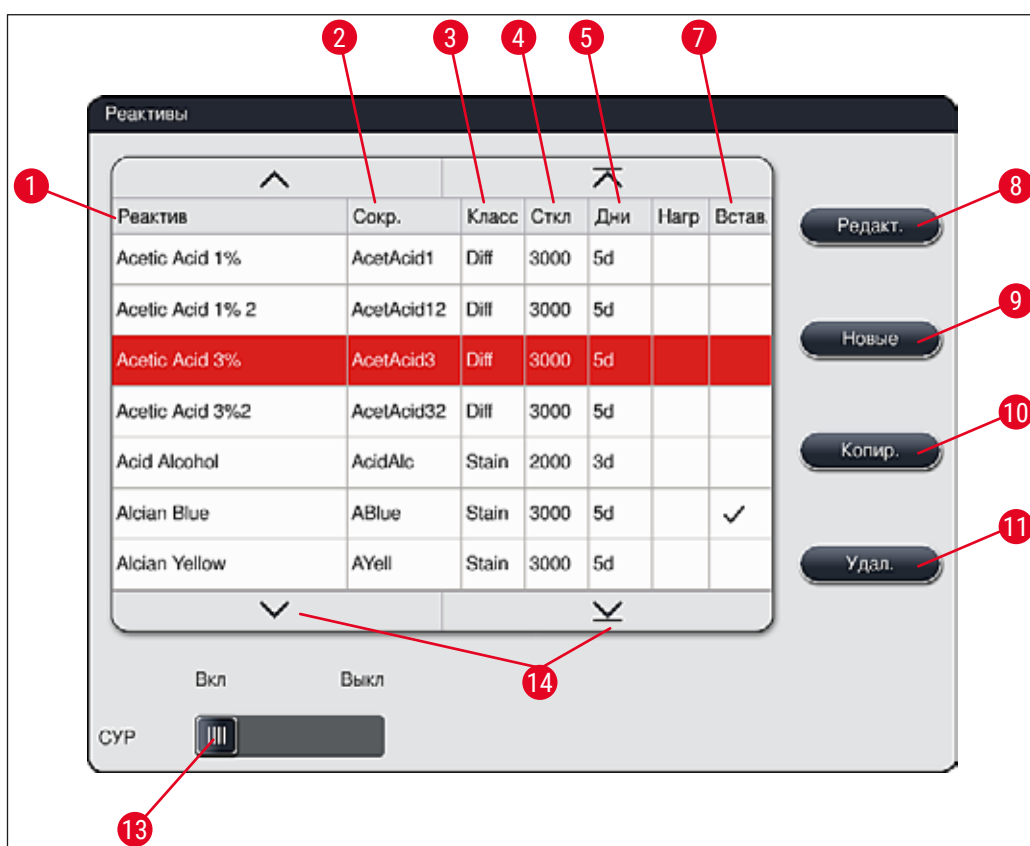 2 3 4 5 7
Реактивы
1
Реактив Сокр. Класс Сткл Дни Нагр Встав.
8
Редакт.
Acetic Acid 1% AcetAcid1 Diff 3000 5d
Acetic Acid 1% 2 AcetAcid12 Diff 3000 5d
9
Новые
Acetic Acid 3% AcetAcid3 Diff 3000 5d
Acetic Acid 3%2 AcetAcid32 Diff 3000 5d
10
Копир.
Acid Alcohol AcidAlc Stain 2000 3d
Alcian Blue ABlue Stain 3000 5d ✓
11
Удал.
Alcian Yellow AYell Stain 3000 5d
14
Вкл Выкл
СУР
13